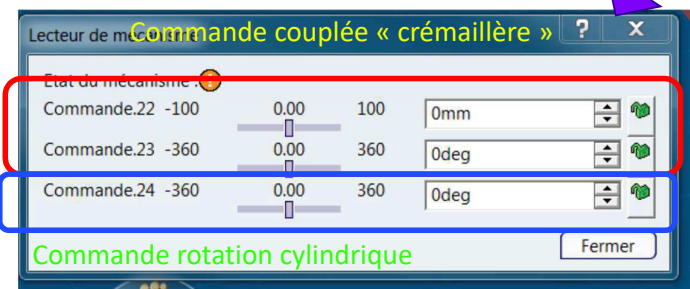 Commande couplée « crémaillère »
Lecteur de mécanisme
Etat du mécanisme :
Commande.22 -100 0.00 100 0mm
Commande.23 -360 0.00 360 0deg
Commande.24 -360 0.00 360 0deg
Commande rotation cylindrique
Fermer